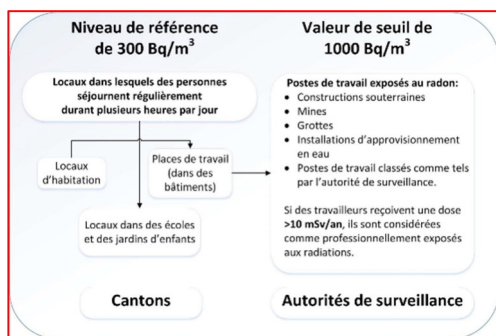 Niveau de référence
de 300 Bq/m³
Locaux dans lesquels des personnes
séjournent régulièrement
durant plusieurs heures par jour
Locaux
d'habitation
Places de travail
(dans des
bâtiments)
Locaux dans des écoles
et des jardins d'enfants
Cantons
Valeur de seuil de
1000 Bq/m³
Postes de travail exposés au radon:
• Constructions souterraines
• Mines
• Grottes
• Installations d'approvisionnement
en eau
• Postes de travail classés comme tels
par l'autorité de surveillance.
Si des travailleurs reçoivent une dose
>10 mSv/an, ils sont considérées
comme professionnellement exposés
aux radiations.
Autorités de surveillance